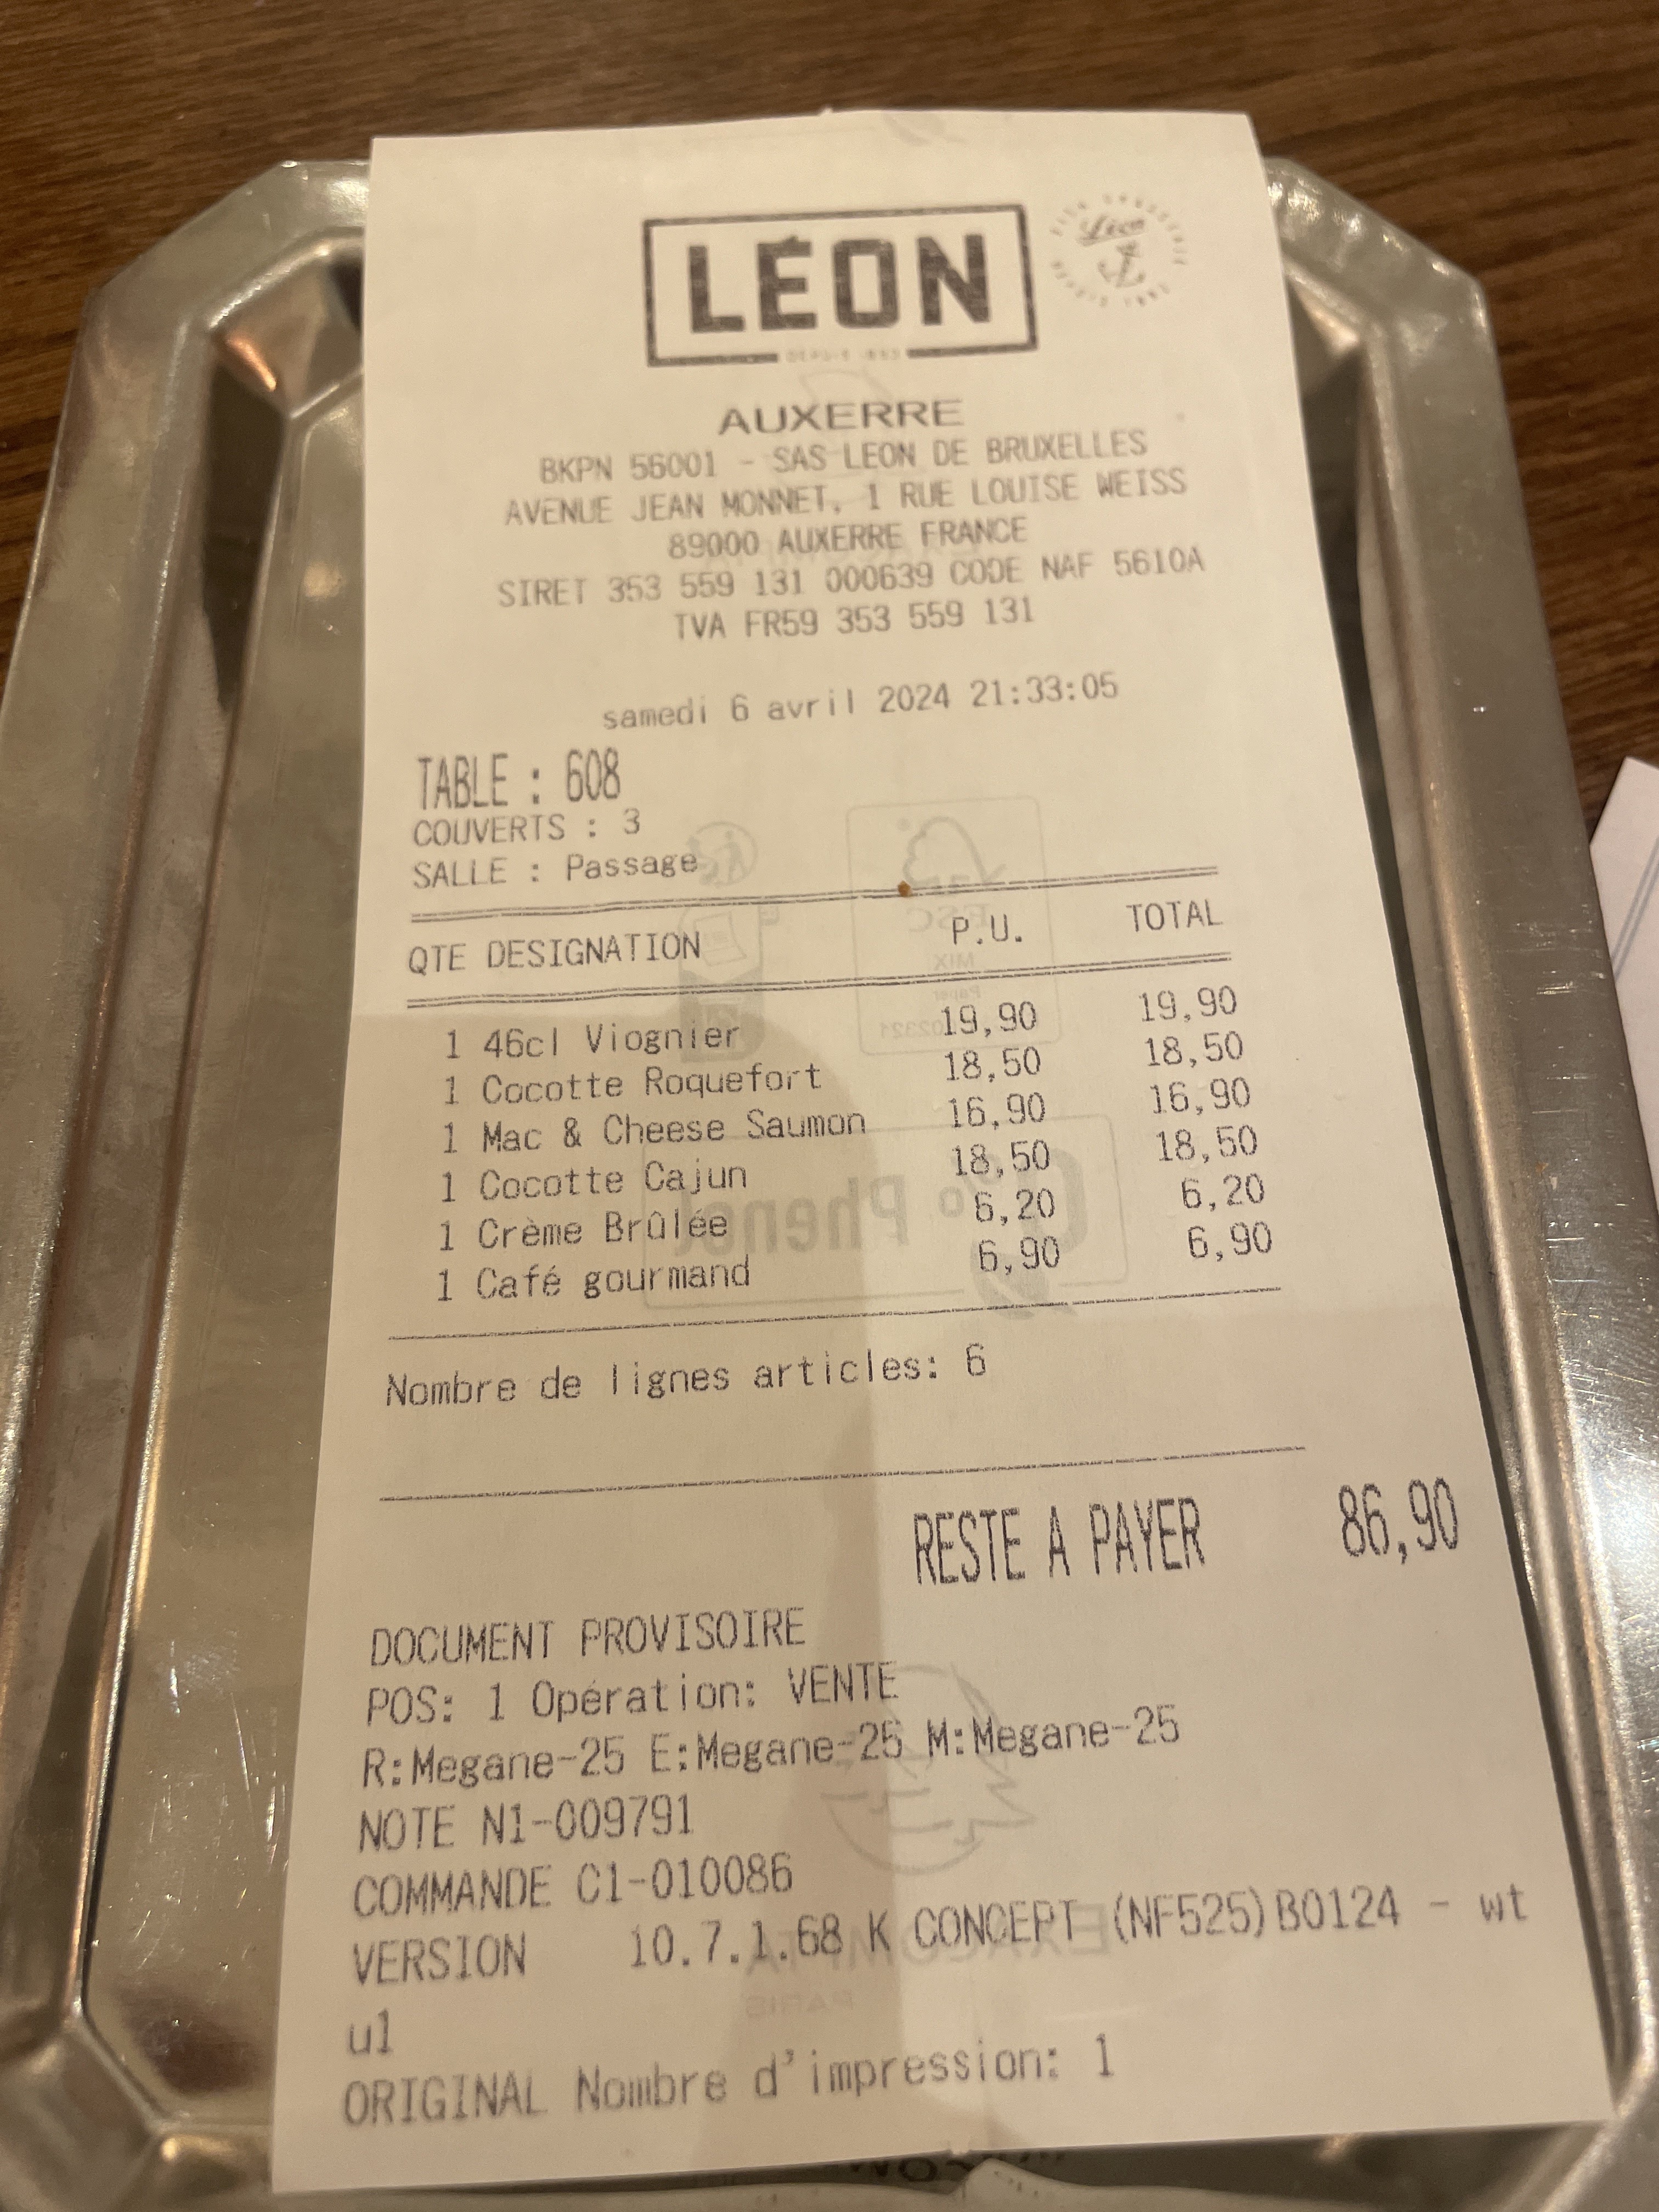 LÉON
Léon
DEPUIS 1893
AUXERRE
BKPN 56001 - SAS LEON DE BRUXELLES
AVENUE JEAN MONNET, 1 RUE LOUISE WEISS
89000 AUXERRE FRANCE
SIRET 353 559 131 000639 CODE NAF 5610A
TVA FR59 353 559 131
samedi 6 avril 2024 21:33:05
TABLE : 608
COUVERTS : 3
SALLE : Passage
QTE DESIGNATION P.U. TOTAL
1 46cl Viognier 19,90 19,90
1 Cocotte Roquefort 18,50 18,50
1 Mac & Cheese Saumon 16,90 16,90
1 Cocotte Cajun 18,50 18,50
1 Crème Brûlée 6,20 6,20
1 Café gourmand 6,90 6,90
Nombre de lignes articles: 6
RESTE A PAYER 86,90
DOCUMENT PROVISOIRE
POS: 1 Opération: VENTE
R:Megane-25 E:Megane-25 M:Megane-25
NOTE N1-009791
COMMANDE C1-010086
VERSION 10.7.1.68 K CONCEPT (NF525)B0124 - wt
u1
ORIGINAL Nombre d'impression: 1